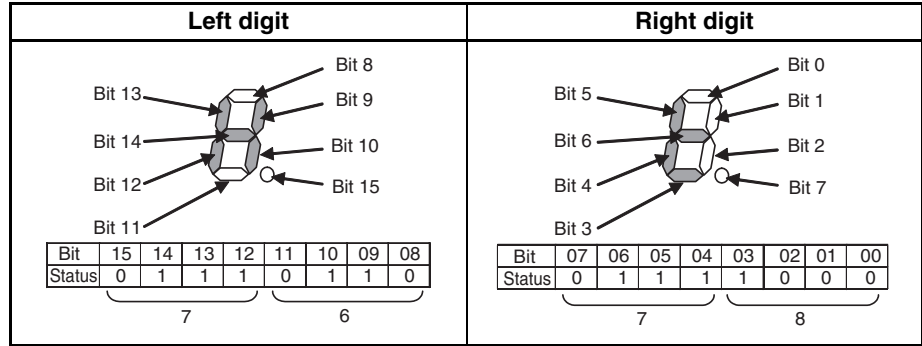 Left digit
Right digit
Bit 8
Bit 13
Bit 9
Bit 14
Bit 10
Bit 12
Bit 15
Bit 11
Bit 15 14 13 12 11 10 09 08
Status 0 1 1 1 0 1 1 0
7 6
Bit 0
Bit 5
Bit 1
Bit 6
Bit 2
Bit 4
Bit 7
Bit 3
Bit 07 06 05 04 03 02 01 00
Status 0 1 1 1 1 0 0 0
7 8